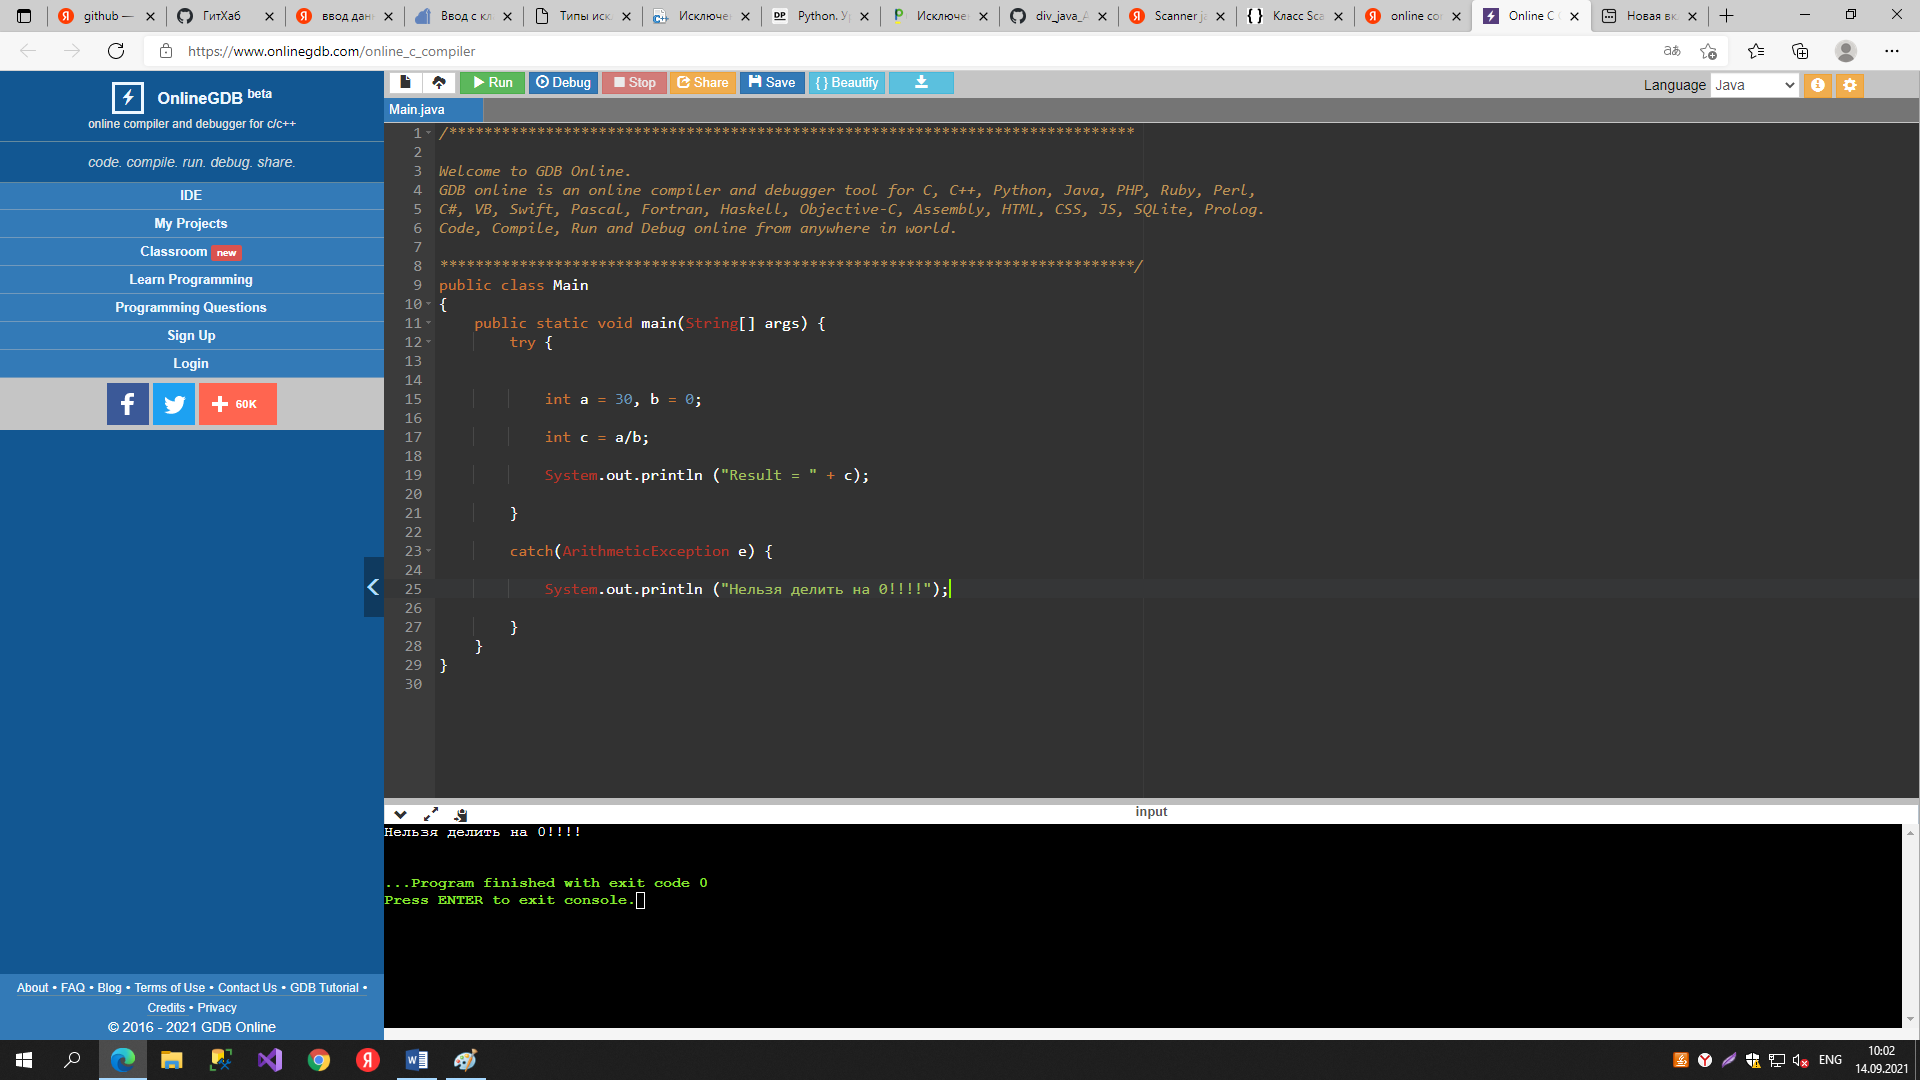 github —
ГитХаб
ввод дан
Ввод с кл
Типы иск
Исключе
Python. Ур
Исключе
div_java_A
Scanner ja
Класс Sca
online co
Online C C
Новая вк
https://www.onlinegdb.com/online_c_compiler
OnlineGDB beta
online compiler and debugger for c/c++
code. compile. run. debug. share.
IDE
My Projects
Classroom new
Learn Programming
Programming Questions
Sign Up
Login
60K
About • FAQ • Blog • Terms of Use • Contact Us • GDB Tutorial •
Credits • Privacy
© 2016 - 2021 GDB Online
Run Debug Stop Share Save { } Beautify
Language Java
Main.java
1 /******************************************************************************
2
3 Welcome to GDB Online.
4 GDB online is an online compiler and debugger tool for C, C++, Python, Java, PHP, Ruby, Perl,
5 C#, VB, Swift, Pascal, Fortran, Haskell, Objective-C, Assembly, HTML, CSS, JS, SQLite, Prolog.
6 Code, Compile, Run and Debug online from anywhere in world.
7
8 *******************************************************************************/
9 public class Main
10 {
11 public static void main(String[] args) {
12 try {
13
14
15 int a = 30, b = 0;
16
17 int c = a/b;
18
19 System.out.println ("Result = " + c);
20
21 }
22
23 catch(ArithmeticException e) {
24
25 System.out.println ("Нельзя делить на 0!!!!");
26
27 }
28 }
29 }
30
input
Нельзя делить на 0!!!!
...Program finished with exit code 0
Press ENTER to exit console.
ENG
10:02
14.09.2021